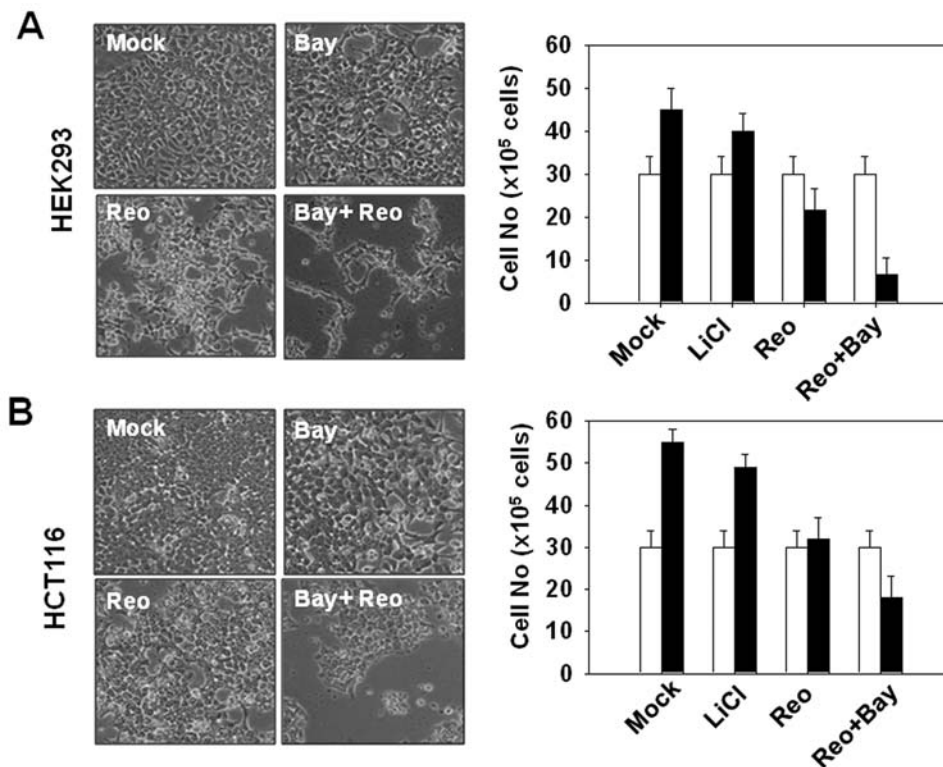 A
HEK293
Mock
Bay
Reo
Bay+ Reo
Cell No (x10⁵ cells)
60
50
40
30
20
10
0
Mock
LiCl
Reo
Reo+Bay
B
HCT116
Mock
Bay
Reo
Bay+ Reo
Cell No (x10⁵ cells)
60
50
40
30
20
10
0
Mock
LiCl
Reo
Reo+Bay